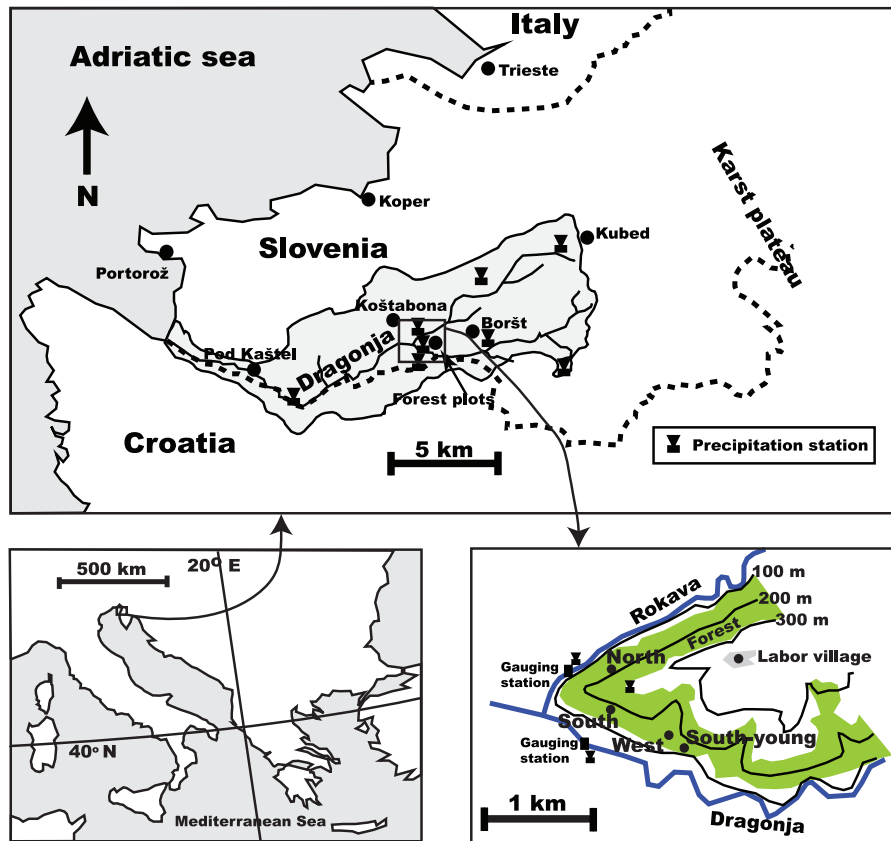 Italy
Adriatic sea
Trieste
N
Karst plateau
Koper
Slovenia
Kubed
Portorož
Koštabona
Boršt
Pod Kaštel
Dragonja
Forest plots
Croatia
5 km
Precipitation station
500 km
20° E
40° N
Mediterranean Sea
100 m
Rokava
200 m
Forest
300 m
North
Labor village
Gauging
station
South
West
South-young
Gauging
station
1 km
Dragonja